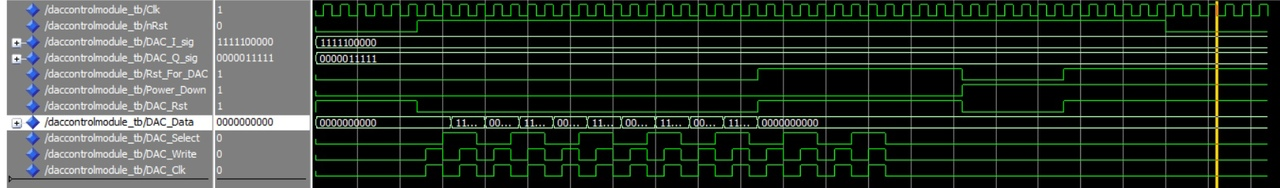 /daccontrolmodule_tb/Clk 1
/daccontrolmodule_tb/nRst 0
/daccontrolmodule_tb/DAC_I_sig 1111100000 1111100000
/daccontrolmodule_tb/DAC_Q_sig 0000011111 0000011111
/daccontrolmodule_tb/Rst_For_DAC 1
/daccontrolmodule_tb/Power_Down 1
/daccontrolmodule_tb/DAC_Rst 1
/daccontrolmodule_tb/DAC_Data 0000000000 0000000000 11... 00... 11... 00... 11... 00... 11... 00... 11... 0000000000
/daccontrolmodule_tb/DAC_Select 0
/daccontrolmodule_tb/DAC_Write 0
/daccontrolmodule_tb/DAC_Clk 0